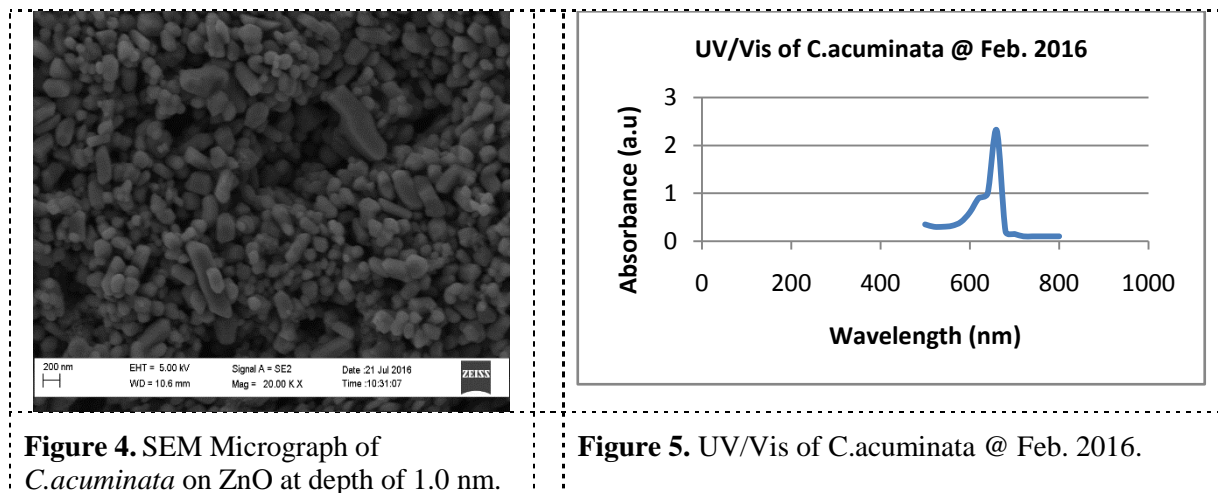 200 nm
EHT = 5.00 kV
WD = 10.6 mm
Signal A = SE2
Mag = 20.00 K X
Date :21 Jul 2016
Time :10:31:07
ZEISS
Figure 4. SEM Micrograph of
C.acuminata on ZnO at depth of 1.0 nm.
UV/Vis of C.acuminata @ Feb. 2016
Absorbance (a.u)
3
2
1
0
0 200 400 600 800 1000
Wavelength (nm)
Figure 5. UV/Vis of C.acuminata @ Feb. 2016.